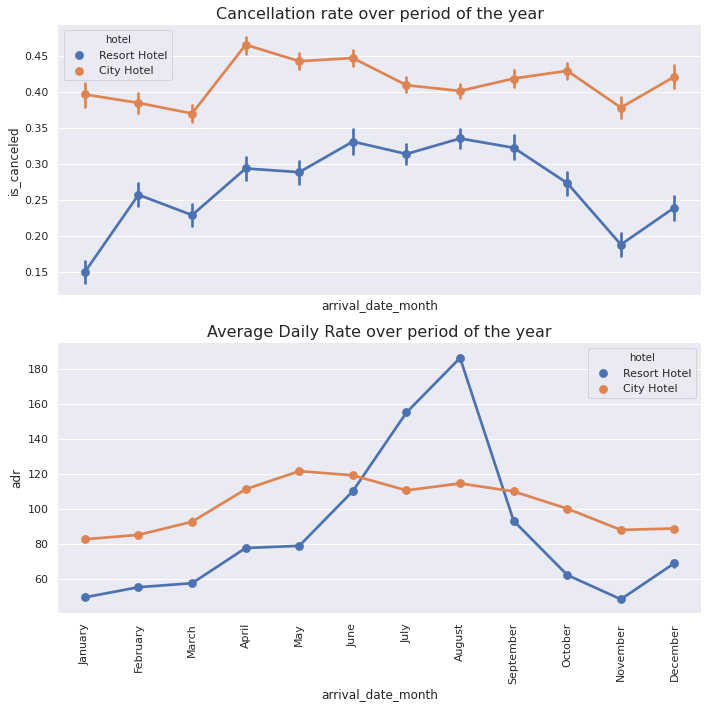 Cancellation rate over period of the year
hotel
Resort Hotel
City Hotel
0.45
0.40
0.35
0.30
0.25
0.20
0.15
is_canceled
arrival_date_month
Average Daily Rate over period of the year
hotel
Resort Hotel
City Hotel
180
160
140
120
100
80
60
adr
January
February
March
April
May
June
July
August
September
October
November
December
arrival_date_month